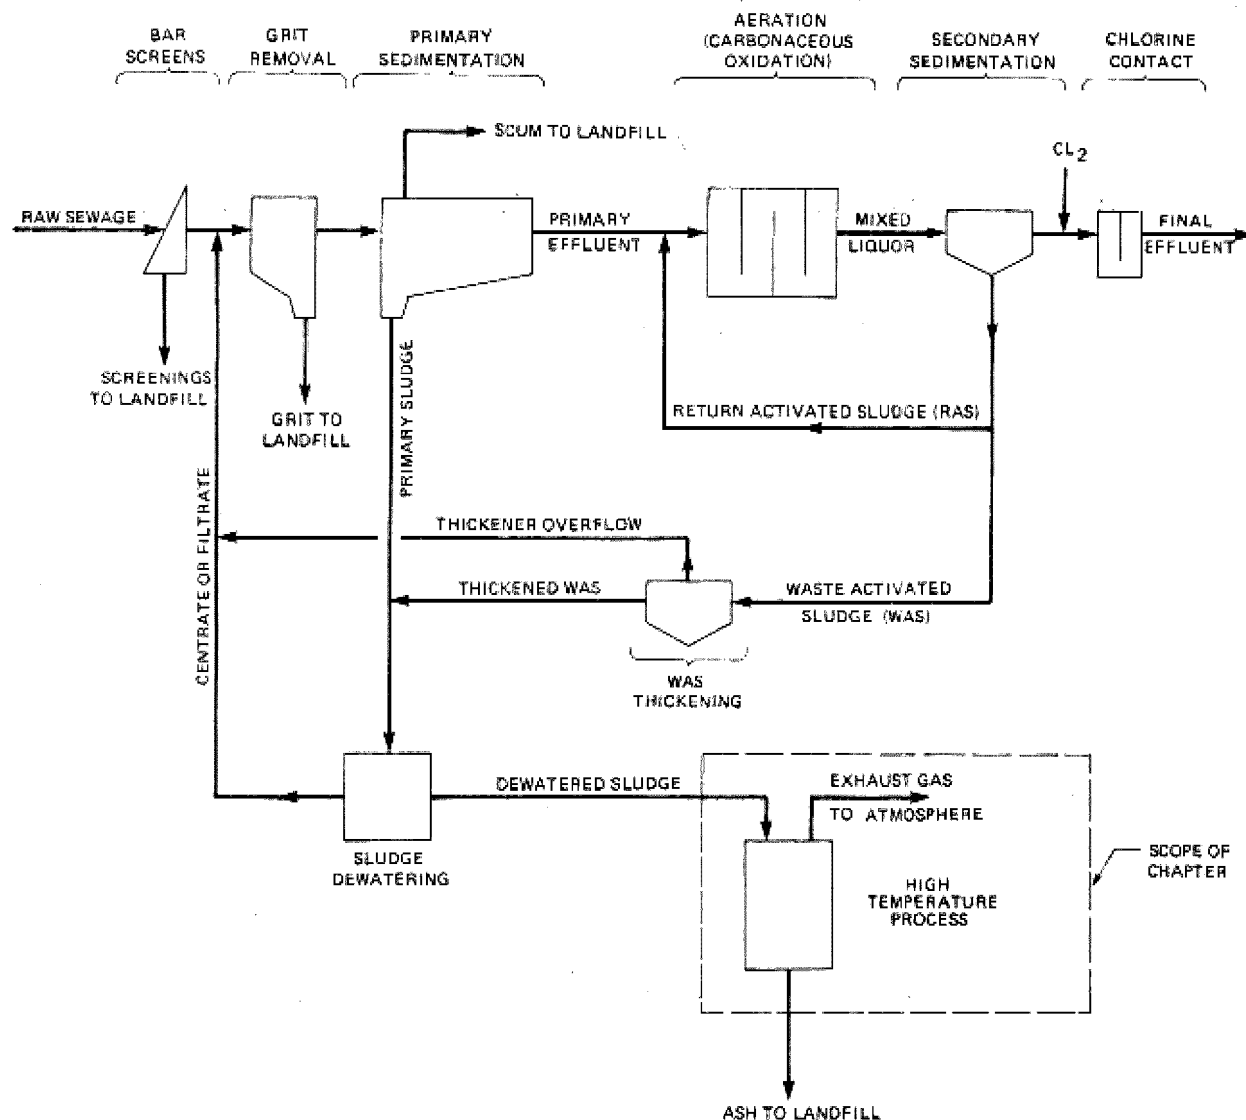 BAR
SCREENS
GRIT
REMOVAL
PRIMARY
SEDIMENTATION
AERATION
(CARBONACEOUS
OXIDATION)
SECONDARY
SEDIMENTATION
CHLORINE
CONTACT
SCUM TO LANDFILL
CL2
RAW SEWAGE
PRIMARY
EFFLUENT
MIXED
LIQUOR
FINAL
EFFLUENT
SCREENINGS
TO LANDFILL
GRIT TO
LANDFILL
PRIMARY SLUDGE
RETURN ACTIVATED SLUDGE (RAS)
CENTRATE OR FILTRATE
THICKENER OVERFLOW
THICKENED WAS
WASTE ACTIVATED
SLUDGE (WAS)
WAS
THICKENING
DEWATERED SLUDGE
EXHAUST GAS
TO ATMOSPHERE
SLUDGE
DEWATERING
HIGH
TEMPERATURE
PROCESS
SCOPE OF
CHAPTER
ASH TO LANDFILL